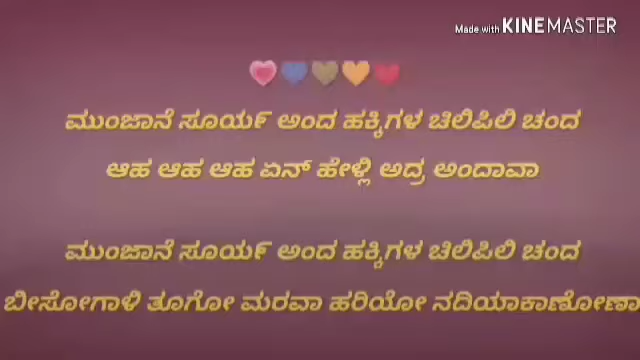 Made with KINEMASTER
ಮುಂಜಾನೆ ಸೂರ್ಯ ಅಂದ ಹಕ್ಕಿಗಳ ಚಿಲಿಪಿಲಿ ಚಂದ
ಆಹ ಆಹ ಆಹ ಏನ್ ಹೇಳ್ಲಿ ಅದ್ರ ಅಂದಾವಾ
ಮುಂಜಾನೆ ಸೂರ್ಯ ಅಂದ ಹಕ್ಕಿಗಳ ಚಿಲಿಪಿಲಿ ಚಂದ
ಬೀಸೋಗಾಳಿ ತೂಗೋ ಮರವಾ ಹರಿಯೋ ನದಿಯಾಕಾಣೋಣಾ